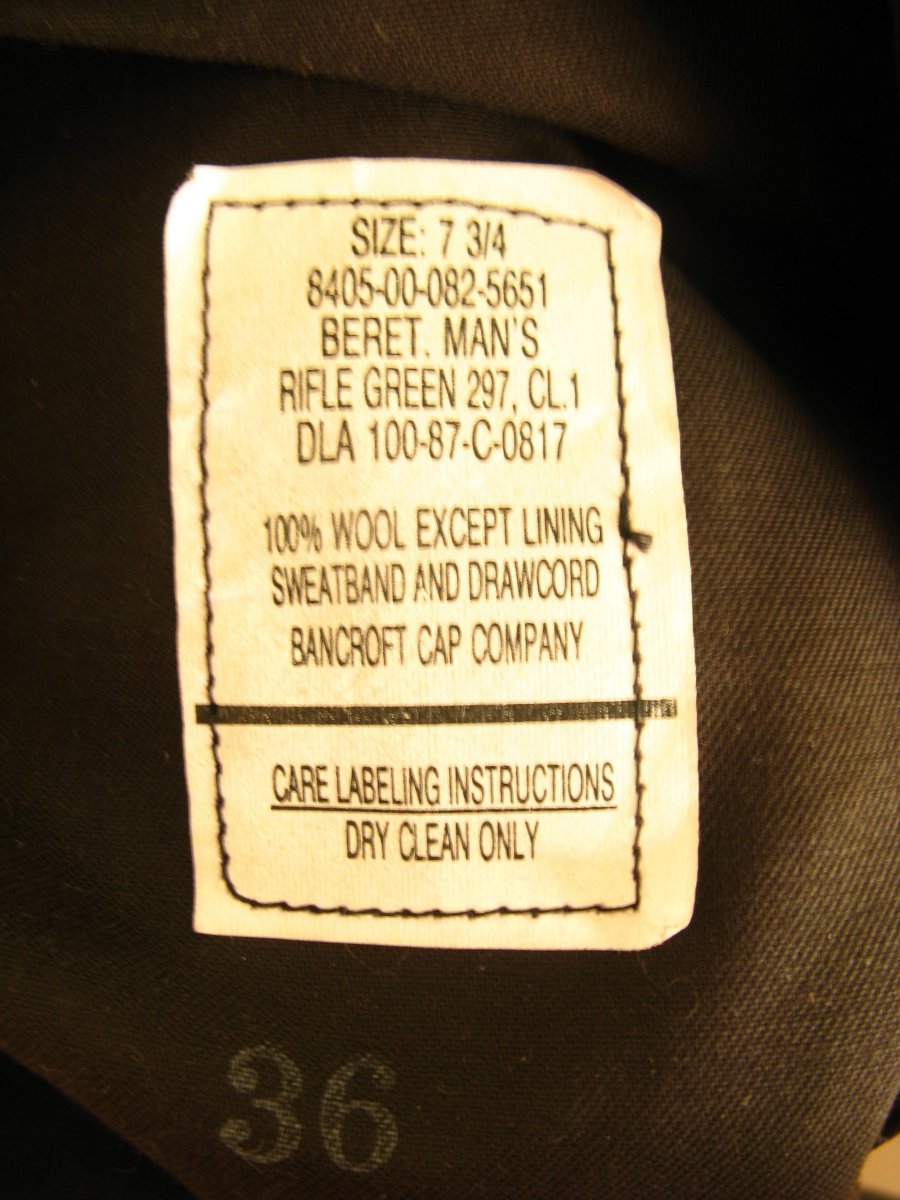 SIZE: 7 3/4
8405-00-082-5651
BERET. MAN'S
RIFLE GREEN 297, CL.1
DLA 100-87-C-0817
100% WOOL EXCEPT LINING
SWEATBAND AND DRAWCORD
BANCROFT CAP COMPANY
CARE LABELING INSTRUCTIONS
DRY CLEAN ONLY
36